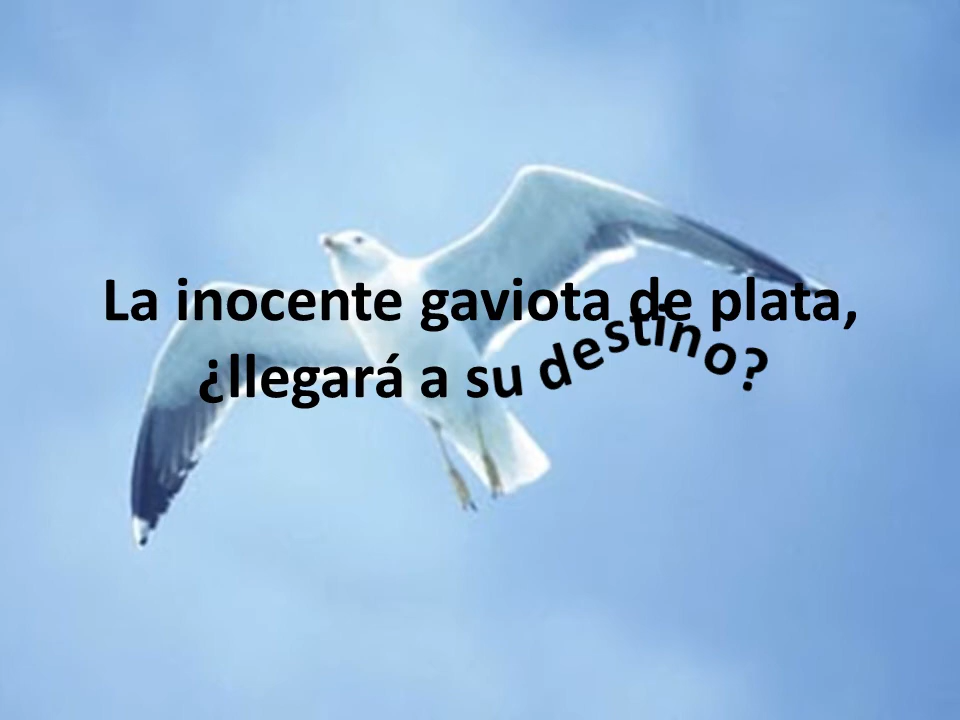 La inocente gaviota de plata,
¿llegará a su destino?